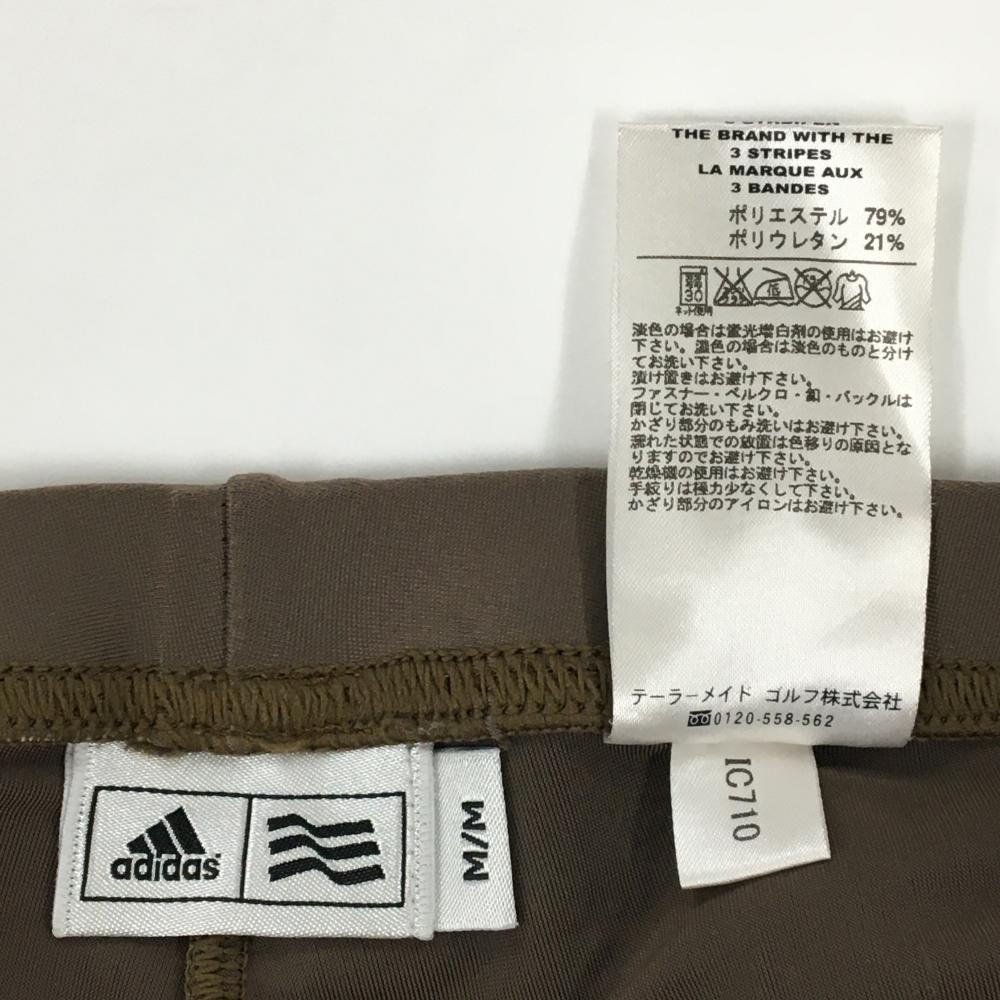 THE BRAND WITH THE
3 STRIPES
LA MARQUE AUX
3 BANDES
ポリエステル 79%
ポリウレタン 21%
30
低
ネット使用
淡色の場合は蛍光増白剤の使用はお避け
下さい。濃色の場合は淡色のものと分け
てお洗い下さい。
漬け置きはお避け下さい。
ファスナー・ベルクロ・釦・バックルは
閉じてお洗い下さい。
かざり部分のもみ洗いはお避け下さい。
濡れた状態での放置は色移りの原因とな
りますのでお避け下さい。
乾燥機の使用はお避け下さい。
手絞りは極力少なくして下さい。
かざり部分のアイロンはお避け下さい。
テーラーメイド ゴルフ株式会社
0120-558-562
IC710
adidas
M/M